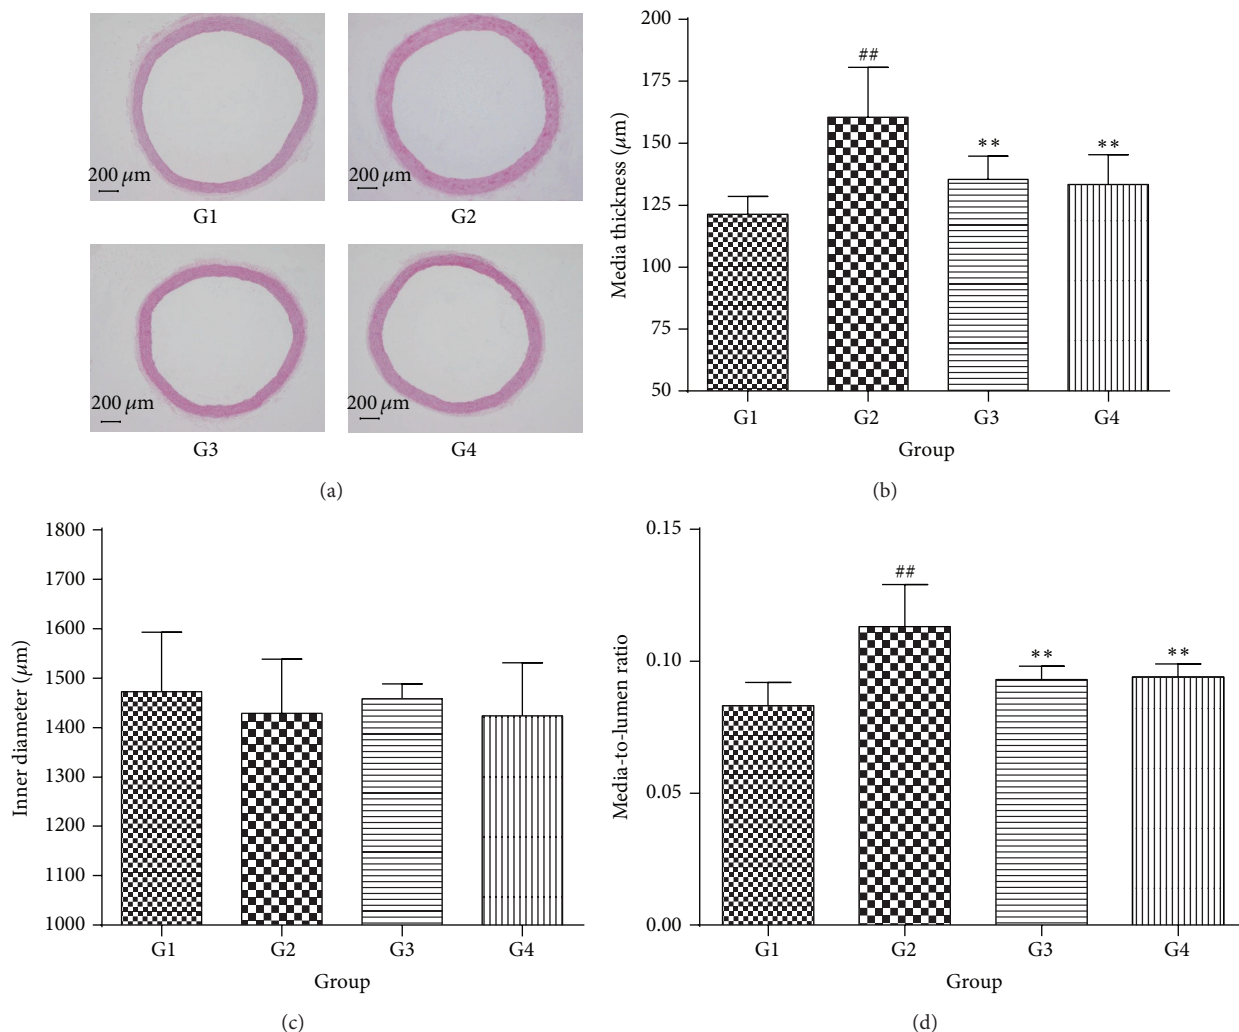 200 μm
G1
200 μm
G2
200 μm
G3
200 μm
G4
(a)
Media thickness (μm)
200
175
150
125
100
75
50
##
**
**
G1 G2 G3 G4
Group
(b)
Inner diameter (μm)
1800
1700
1600
1500
1400
1300
1200
1100
1000
G1 G2 G3 G4
Group
(c)
Media-to-lumen ratio
0.15
0.10
0.05
0.00
##
**
**
G1 G2 G3 G4
Group
(d)